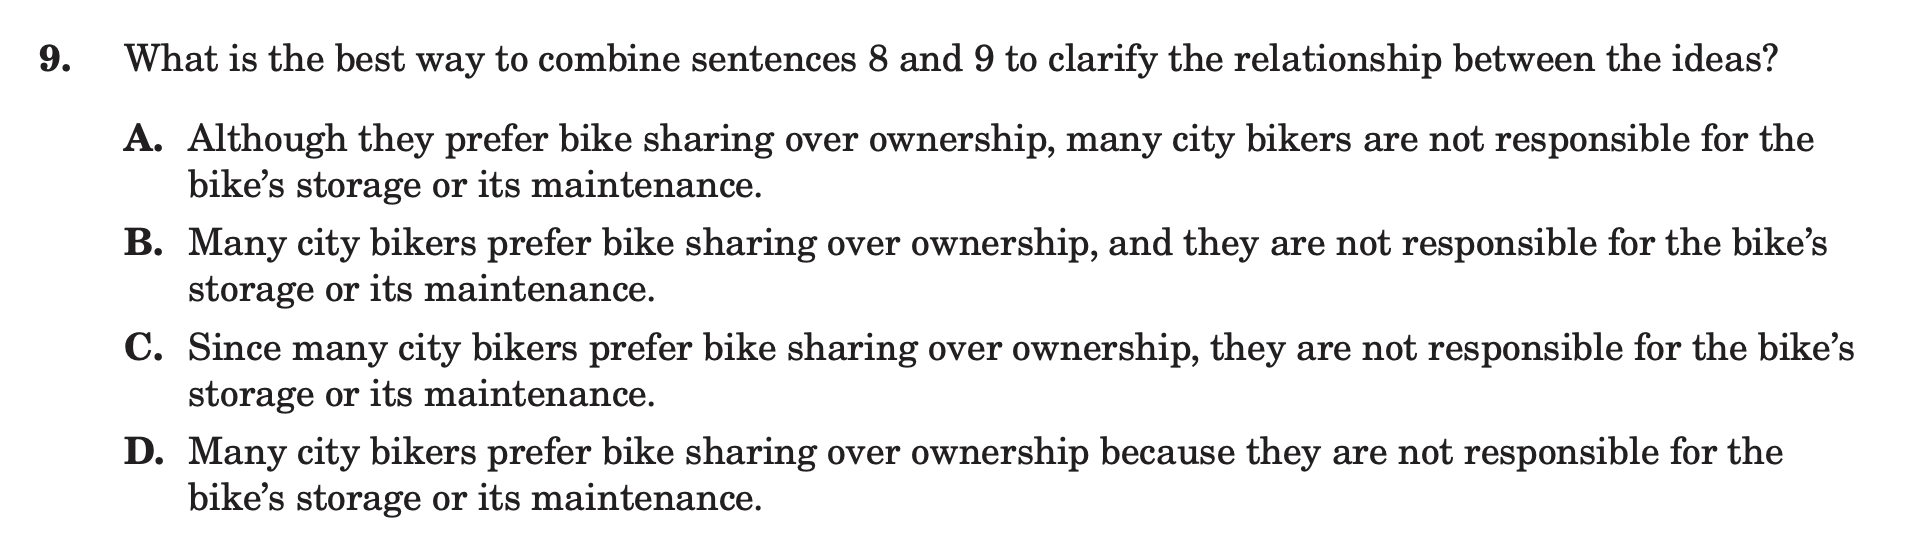 9. What is the best way to combine sentences 8 and 9 to clarify the relationship between the ideas?
A. Although they prefer bike sharing over ownership, many city bikers are not responsible for the
bike’s storage or its maintenance.
B. Many city bikers prefer bike sharing over ownership, and they are not responsible for the bike’s
storage or its maintenance.
C. Since many city bikers prefer bike sharing over ownership, they are not responsible for the bike’s
storage or its maintenance.
D. Many city bikers prefer bike sharing over ownership because they are not responsible for the
bike’s storage or its maintenance.